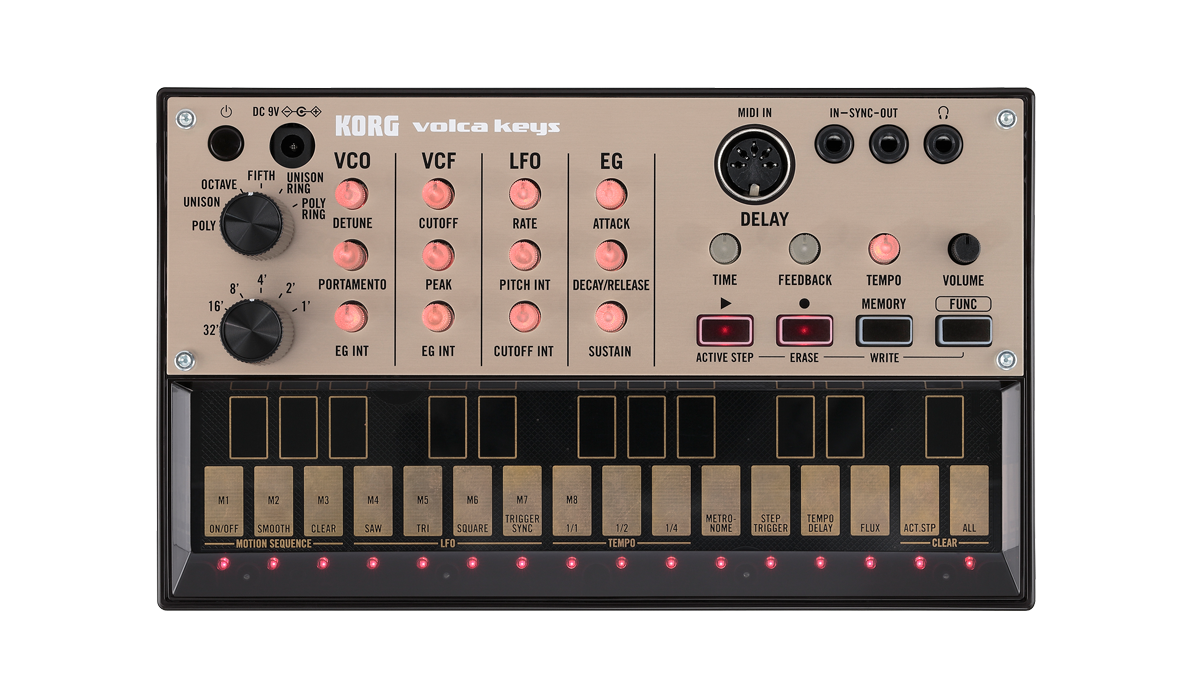 DC 9V
KORG volca keys
MIDI IN
IN–SYNC–OUT
VCO
VCF
LFO
EG
OCTAVE
FIFTH
UNISON
RING
UNISON
POLY
RING
POLY
DETUNE
CUTOFF
RATE
ATTACK
DELAY
PORTAMENTO
PEAK
PITCH INT
DECAY/RELEASE
TIME
FEEDBACK
TEMPO
VOLUME
8'
4'
2'
16'
1'
32'
MEMORY
FUNC
EG INT
EG INT
CUTOFF INT
SUSTAIN
ACTIVE STEP
ERASE
WRITE
M1
M2
M3
M4
M5
M6
M7
M8
ON/OFF
SMOOTH
CLEAR
SAW
TRI
SQUARE
TRIGGER
SYNC
1/1
1/2
1/4
METRO-
NOME
STEP
TRIGGER
TEMPO
DELAY
FLUX
ACT.STP
ALL
MOTION SEQUENCE
LFO
TEMPO
CLEAR